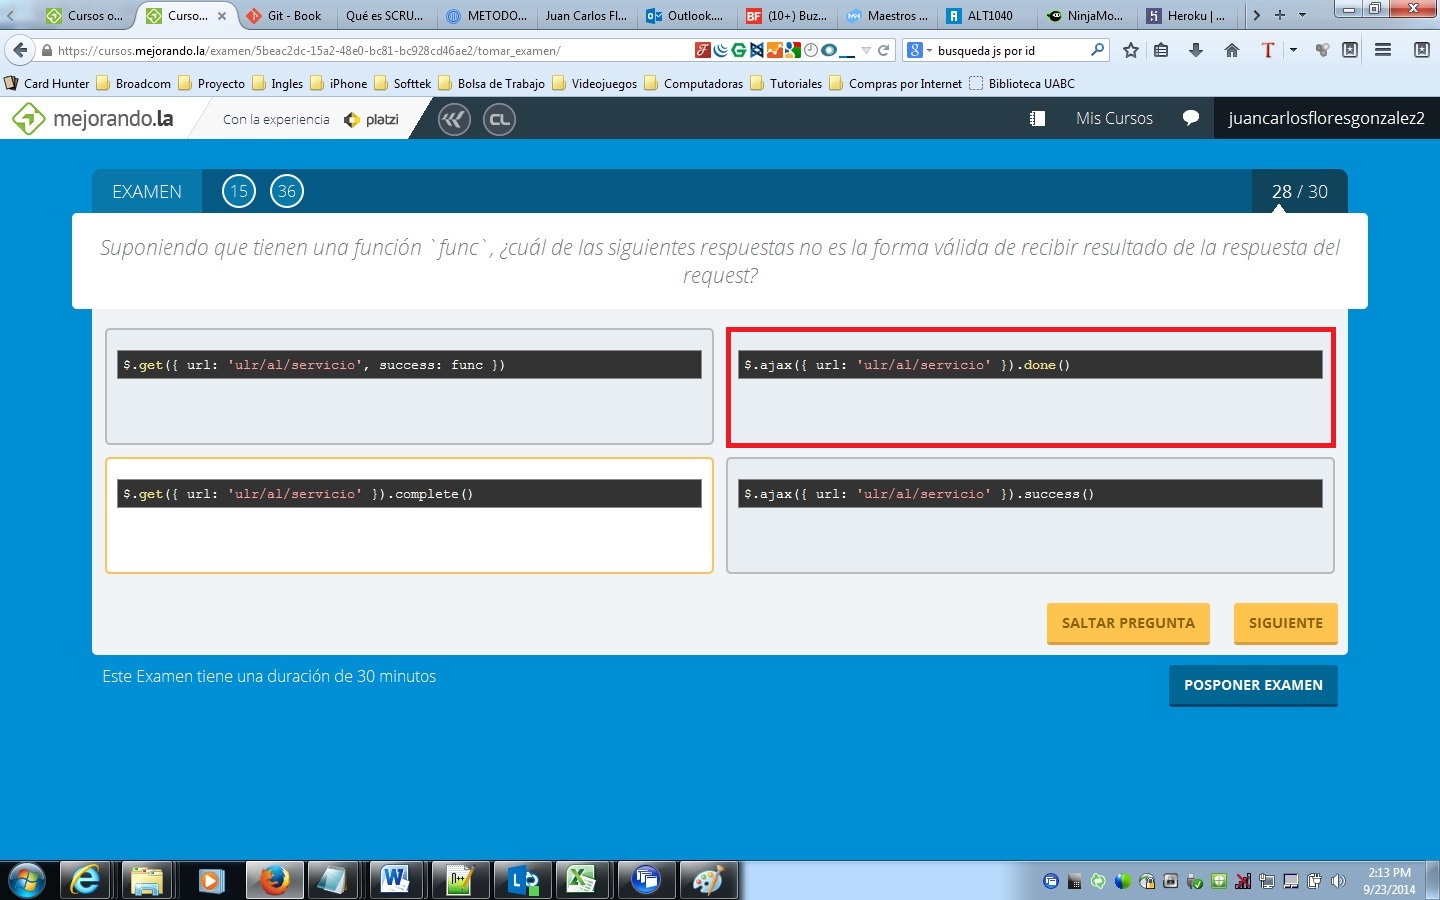 Cursos o...
Cursos...
Git - Book
Qué es SCRU...
METODO...
Juan Carlos Fl...
Outlook....
(10+) Buz...
Maestros ...
ALT1040
NinjaMo...
Heroku | ...
https://cursos.mejorando.la/examen/5beac2dc-15a2-48e0-bc81-bc928cd46ae2/tomar_examen/
busqueda js por id
Card Hunter Broadcom Proyecto Ingles iPhone Softtek Bolsa de Trabajo Videojuegos Computadoras Tutoriales Compras por Internet Biblioteca UABC
mejorando.la Con la experiencia platzi CL Mis Cursos juancarlosfloresgonzalez2
EXAMEN 15 36 28 / 30
Suponiendo que tienen una función `func`, ¿cuál de las siguientes respuestas no es la forma válida de recibir resultado de la respuesta del
request?
$.get({ url: 'ulr/al/servicio', success: func })
$.ajax({ url: 'ulr/al/servicio' }).done()
$.get({ url: 'ulr/al/servicio' }).complete()
$.ajax({ url: 'ulr/al/servicio' }).success()
SALTAR PREGUNTA SIGUIENTE
Este Examen tiene una duración de 30 minutos
POSPONER EXAMEN
2:13 PM
9/23/2014